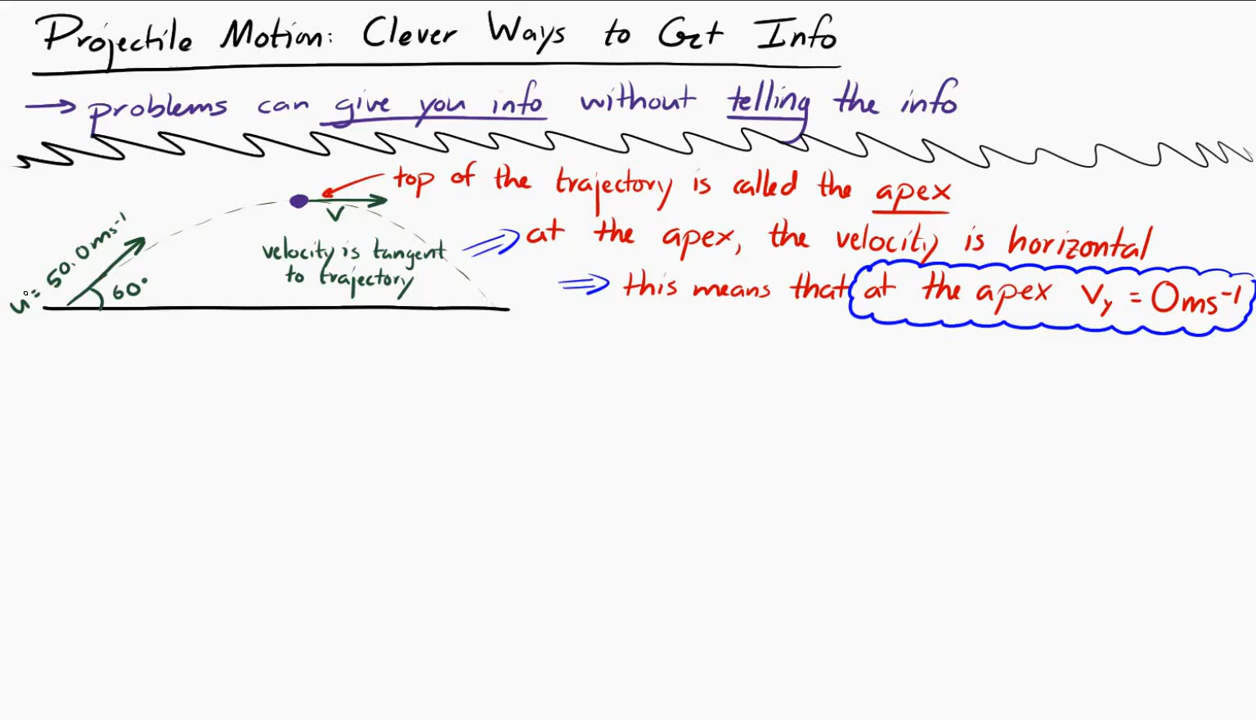 Projectile Motion: Clever Ways to Get Info
→ problems can give you info without telling the info
top of the trajectory is called the apex
v
u = 50.0ms⁻¹
60°
velocity is tangent
to trajectory
⇒ at the apex, the velocity is horizontal
⇒ this means that at the apex Vy = 0ms⁻¹